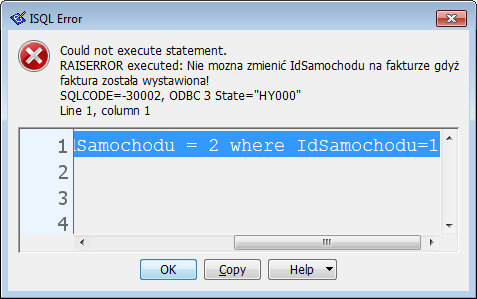 ISQL Error
Could not execute statement.
RAISERROR executed: Nie mozna zmienić IdSamochodu na fakturze gdyż
faktura została wystawiona!
SQLCODE=-30002, ODBC 3 State="HY000"
Line 1, column 1
1 Samochodu = 2 where IdSamochodu=1
2
3
4
OK Copy Help